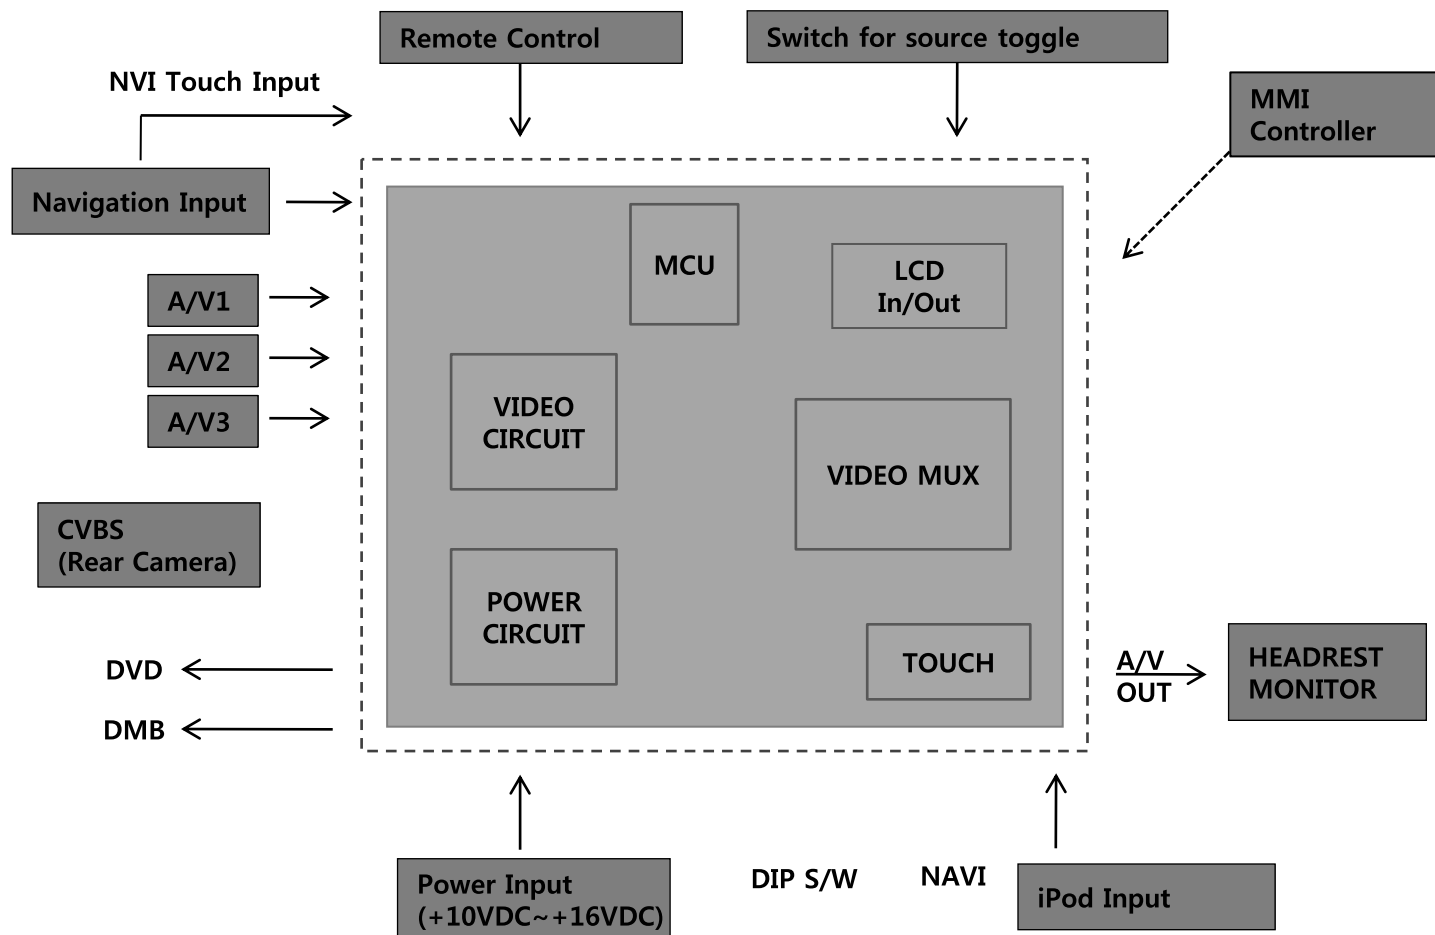 Remote Control
Switch for source toggle
NVI Touch Input
MMI
Controller
Navigation Input
MCU
LCD
In/Out
A/V1
A/V2
A/V3
VIDEO
CIRCUIT
VIDEO MUX
CVBS
(Rear Camera)
POWER
CIRCUIT
TOUCH
DVD
DMB
A/V
OUT
HEADREST
MONITOR
Power Input
(+10VDC~+16VDC)
DIP S/W
NAVI
iPod Input